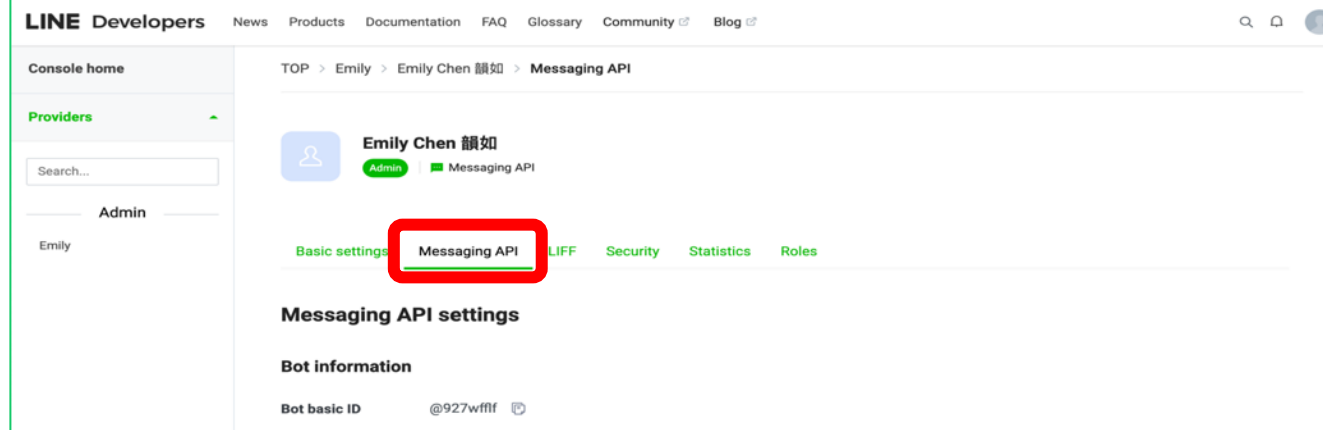 LINE Developers News Products Documentation FAQ Glossary Community Blog
Console home
Providers
Search...
Admin
Emily
TOP > Emily > Emily Chen 韻如 > Messaging API
Emily Chen 韻如
Admin Messaging API
Basic settings Messaging API LIFF Security Statistics Roles
Messaging API settings
Bot information
Bot basic ID @927wfflf